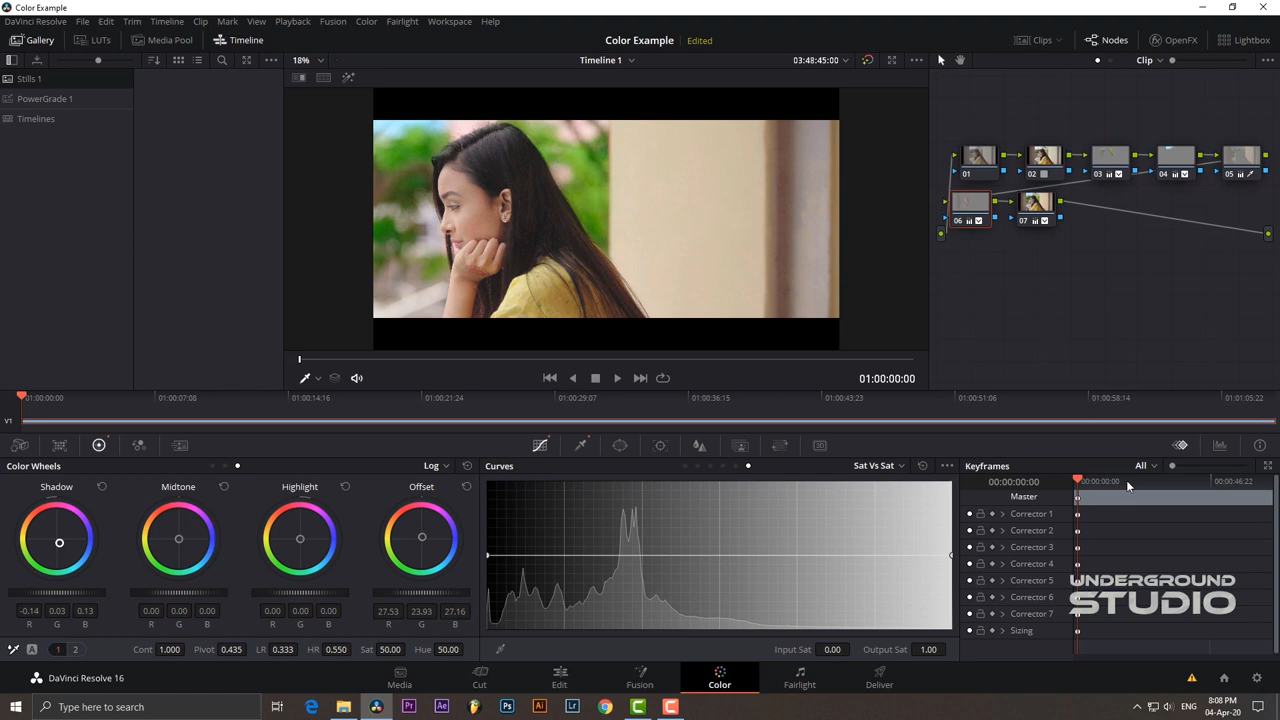 Color Example
DaVinci Resolve File Edit Trim Timeline Clip Mark View Playback Fusion Color Fairlight Workspace Help
Gallery LUTs Media Pool Timeline Color Example Edited Clips Nodes OpenFX Lightbox
18% Timeline 1 03:48:45:00 Clip
Stills 1
PowerGrade 1
Timelines
01 02 03 04 05
06 07
01:00:00:00
01:00:00:00 01:00:07:08 01:00:14:16 01:00:21:24 01:00:29:07 01:00:36:15 01:00:43:23 01:00:51:06 01:00:58:14 01:01:05:22
V1
Color Wheels Log Curves Sat Vs Sat Keyframes All
Shadow Midtone Highlight Offset
00:00:00:00 00:00:00:00 00:00:46:22
Master
Corrector 1
Corrector 2
Corrector 3
Corrector 4
Corrector 5
Corrector 6
Corrector 7
Sizing
UNDERGROUND
STUDIO
-0.14 0.03 0.13 0.00 0.00 0.00 0.00 0.00 0.00 27.53 23.93 27.16
R G B R G B R G B R G B
A 1 2 Cont 1.000 Pivot 0.435 LR 0.333 HR 0.550 Sat 50.00 Hue 50.00 Input Sat 0.00 Output Sat 1.00
DaVinci Resolve 16 Media Cut Edit Fusion Color Fairlight Deliver
Type here to search Pr Ae Ps Ai Lr ENG 8:08 PM
04-Apr-20